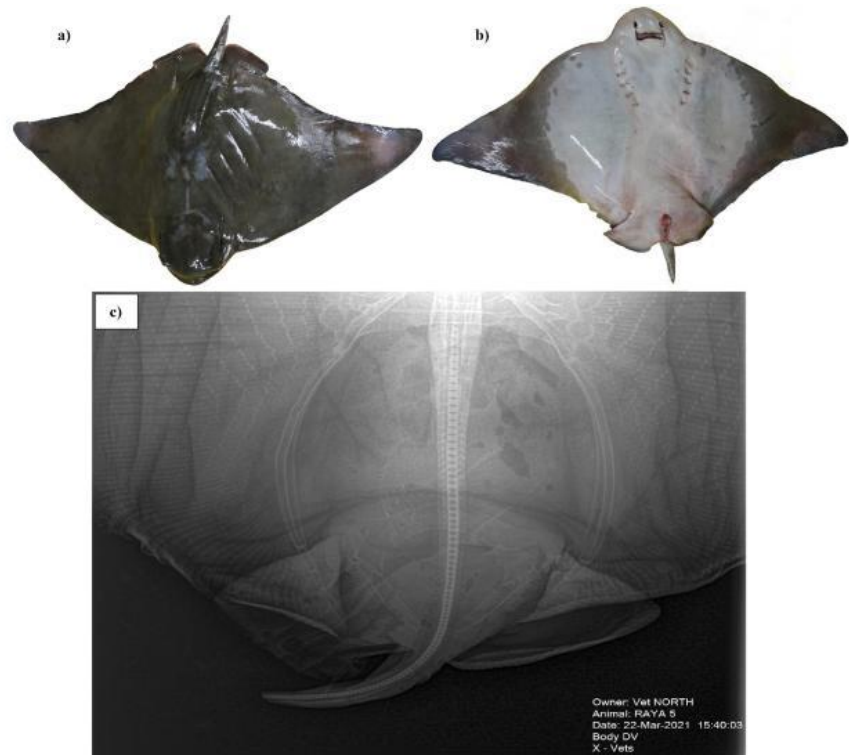 a)
b)
c)
Owner: Vet NORTH
Animal: RAYA 5
Date: 22-Mar-2021 15:40:03
Body DV
X - Vets